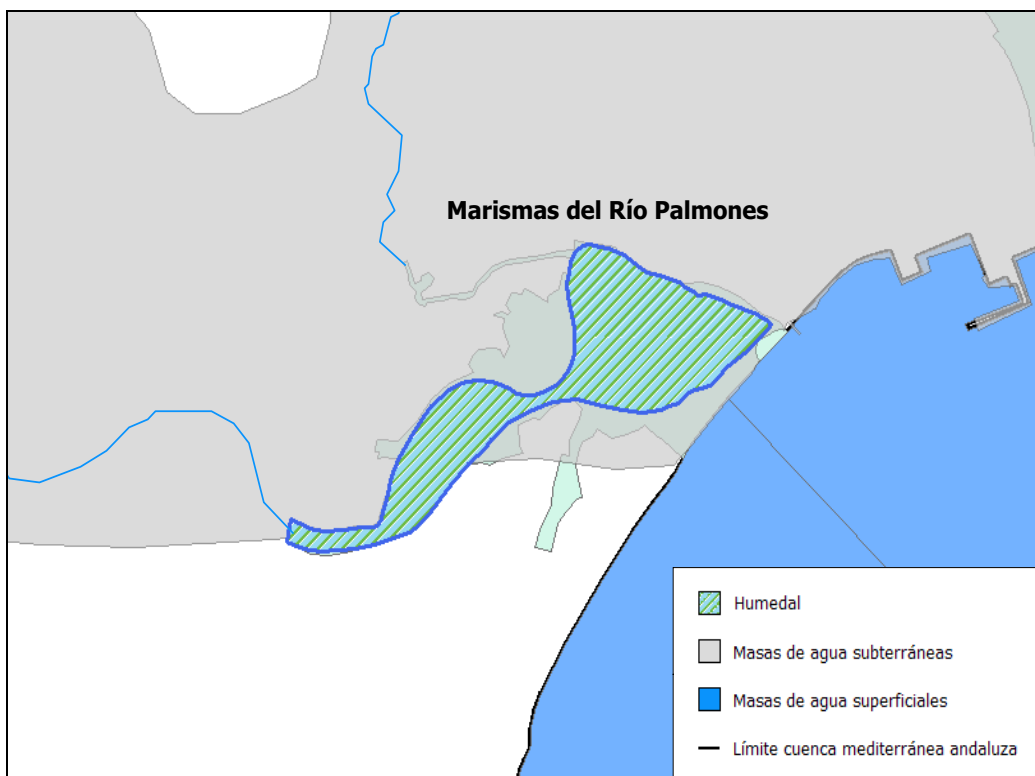 Marismas del Río Palmones
Humedal
Masas de agua subterráneas
Masas de agua superficiales
Límite cuenca mediterránea andaluza